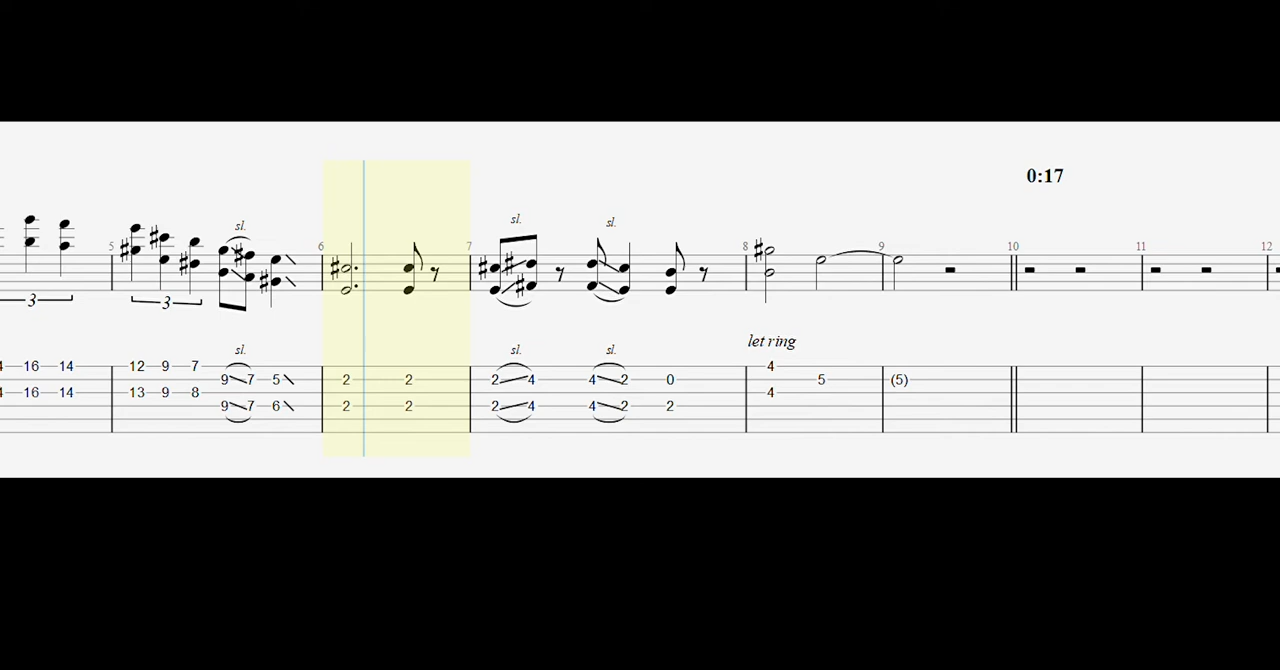 0:17
sl.
sl.
sl.
5 6 7 8 9 10 11 12
3
3
let ring
sl.
sl.
sl.
16 14 12 9 7 4
9 7 5 2 2 2 4 4 2 0 5 (5)
16 14 13 9 8 4
9 7 6 2 2 2 4 4 2 2